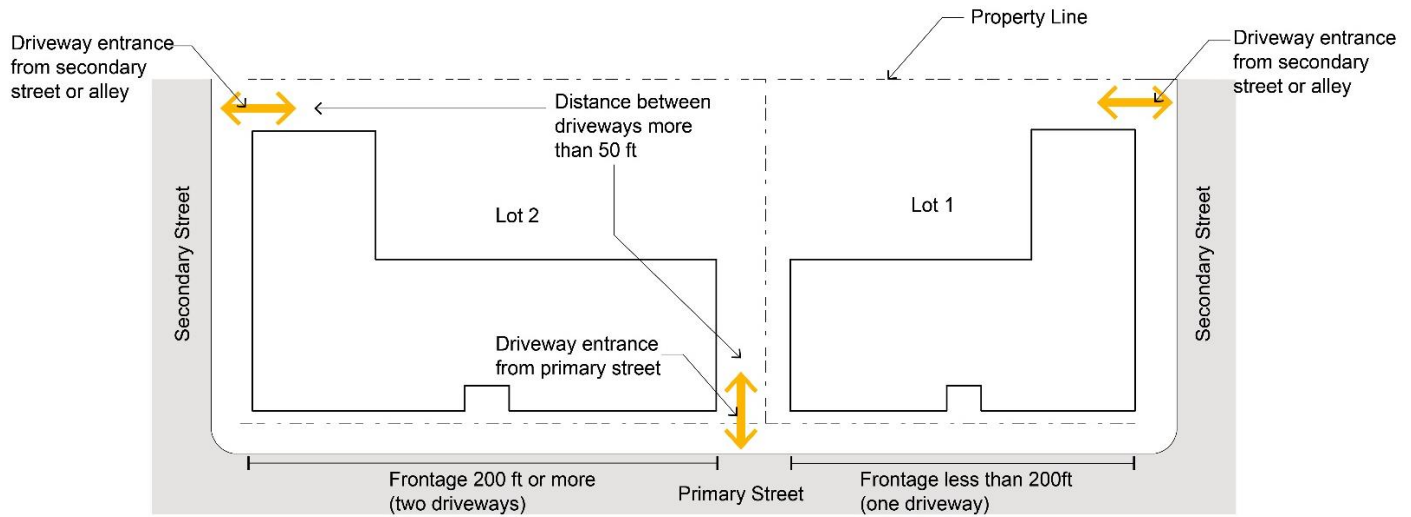 Property Line
Driveway entrance
from secondary
street or alley
Distance between
driveways more
than 50 ft
Driveway entrance
from secondary
street or alley
Secondary Street
Lot 2
Lot 1
Secondary Street
Driveway entrance
from primary street
Frontage 200 ft or more
(two driveways)
Primary Street
Frontage less than 200ft
(one driveway)